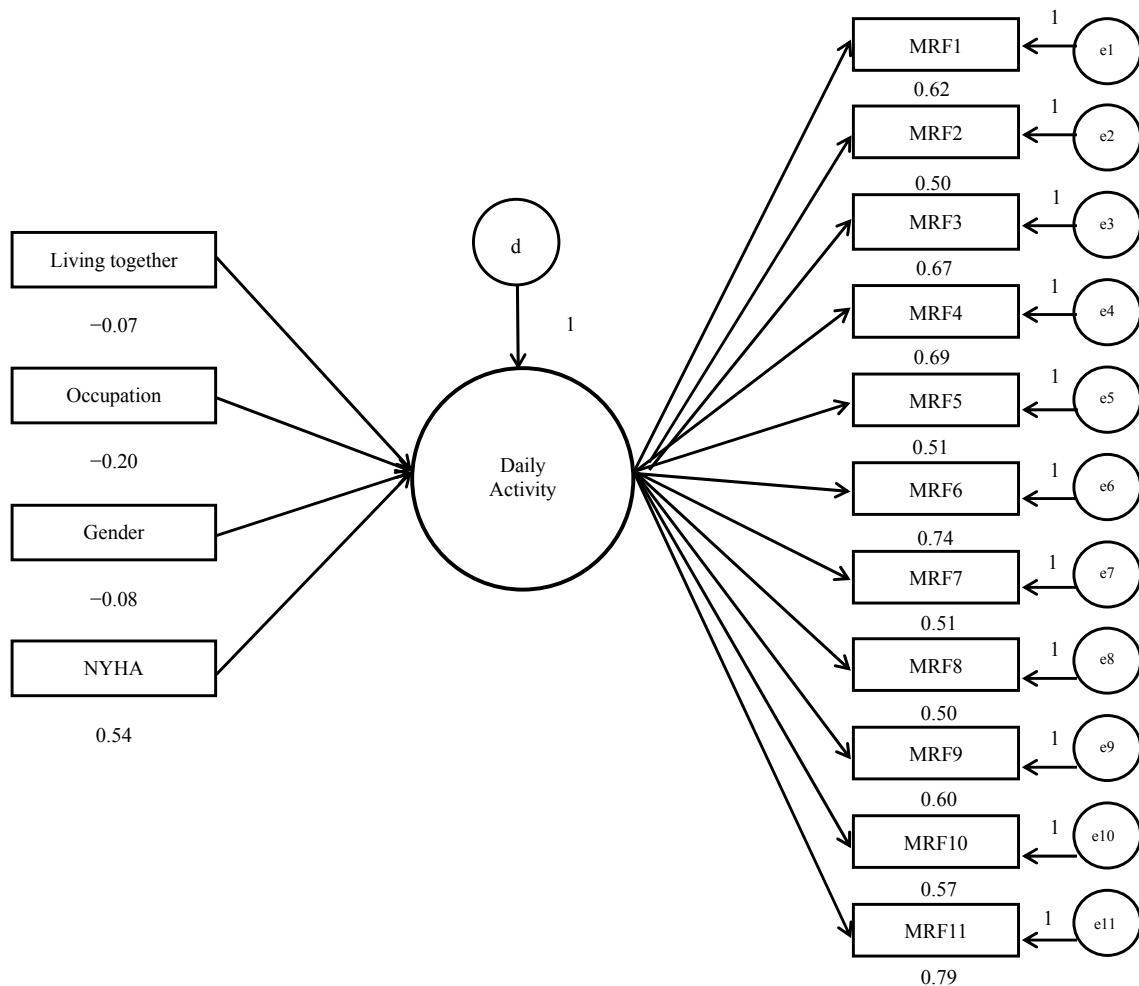 Living together
−0.07
Occupation
−0.20
Gender
−0.08
NYHA
0.54
d
1
Daily
Activity
MRF1
1
e1
0.62
MRF2
1
e2
0.50
MRF3
1
e3
0.67
MRF4
1
e4
0.69
MRF5
1
e5
0.51
MRF6
1
e6
0.74
MRF7
1
e7
0.51
MRF8
1
e8
0.50
MRF9
1
e9
0.60
MRF10
1
e10
0.57
MRF11
1
e11
0.79